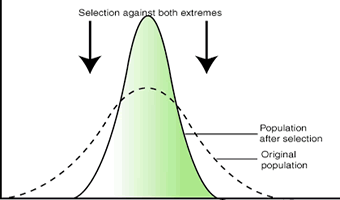 Selection against both extremes
Population
after selection
Original
population